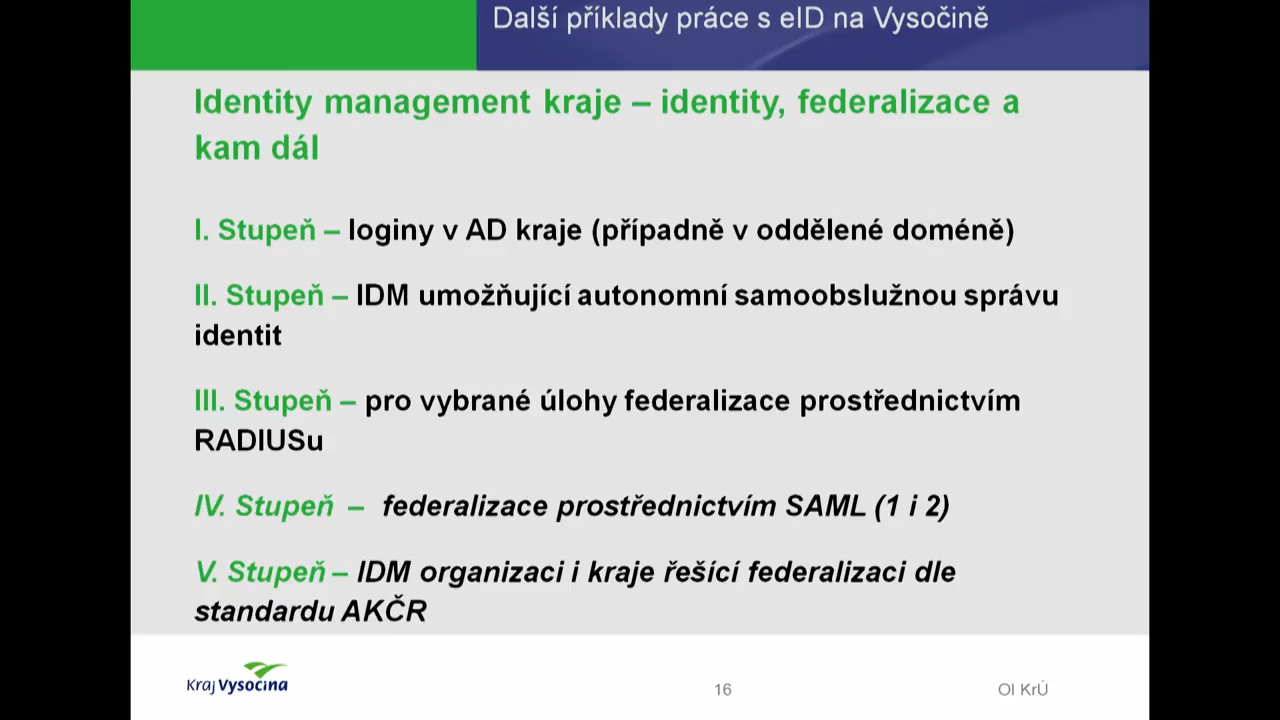 Další příklady práce s eID na Vysočině
Identity management kraje – identity, federalizace a
kam dál
I. Stupeň – loginy v AD kraje (případně v oddělené doméně)
II. Stupeň – IDM umožňující autonomní samoobslužnou správu
identit
III. Stupeň – pro vybrané úlohy federalizace prostřednictvím
RADIUSu
IV. Stupeň – federalizace prostřednictvím SAML (1 i 2)
V. Stupeň – IDM organizaci i kraje řešící federalizaci dle
standardu AKČR
Kraj Vysočina
16
OI KrÚ